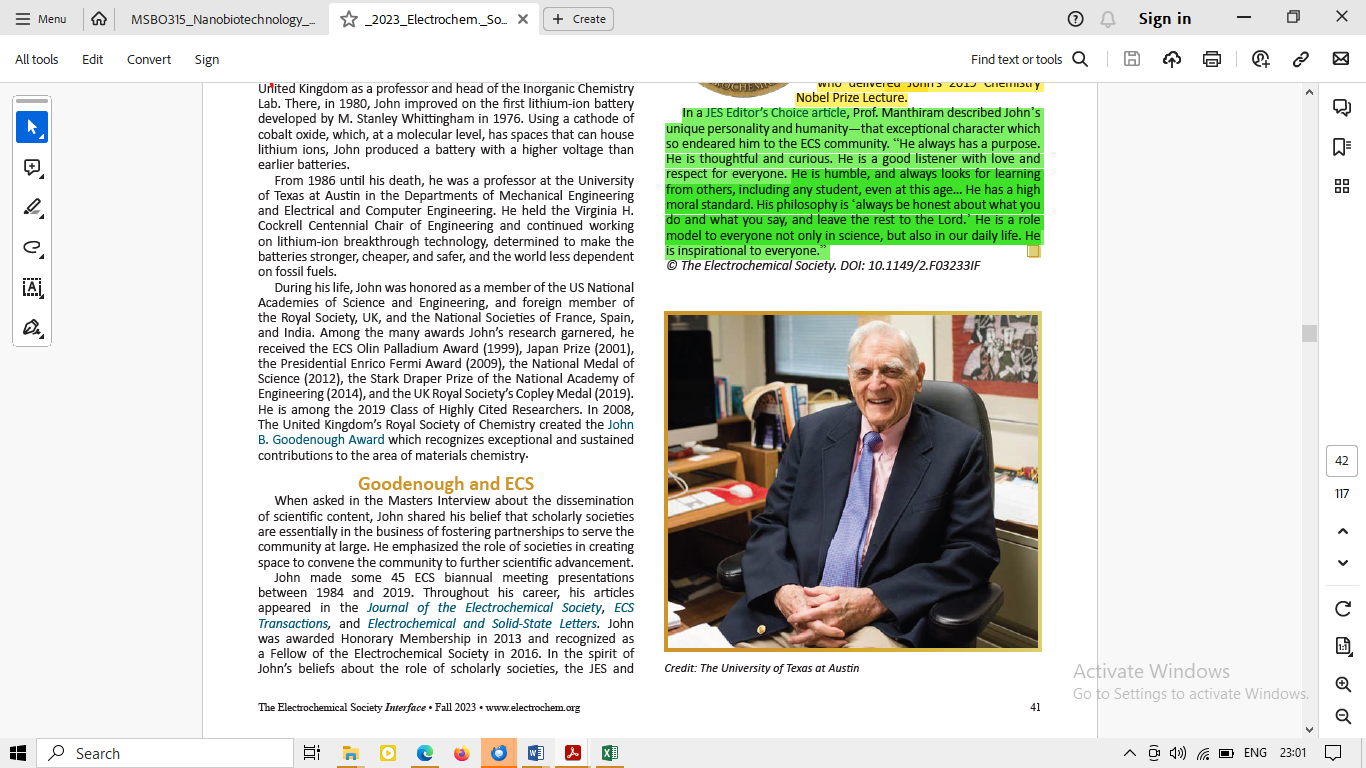 Menu
MSBO315_Nanobiotechnology_...
_2023_Electrochem._So...
Create
Sign in
All tools
Edit
Convert
Sign
Find text or tools
United Kingdom as a professor and head of the Inorganic Chemistry
Lab. There, in 1980, John improved on the first lithium-ion battery
developed by M. Stanley Whittingham in 1976. Using a cathode of
cobalt oxide, which, at a molecular level, has spaces that can house
lithium ions, John produced a battery with a higher voltage than
earlier batteries.
From 1986 until his death, he was a professor at the University
of Texas at Austin in the Departments of Mechanical Engineering
and Electrical and Computer Engineering. He held the Virginia H.
Cockrell Centennial Chair of Engineering and continued working
on lithium-ion breakthrough technology, determined to make the
batteries stronger, cheaper, and safer, and the world less dependent
on fossil fuels.
During his life, John was honored as a member of the US National
Academies of Science and Engineering, and foreign member of
the Royal Society, UK, and the National Societies of France, Spain,
and India. Among the many awards John's research garnered, he
received the ECS Olin Palladium Award (1999), Japan Prize (2001),
the Presidential Enrico Fermi Award (2009), the National Medal of
Science (2012), the Stark Draper Prize of the National Academy of
Engineering (2014), and the UK Royal Society's Copley Medal (2019).
He is among the 2019 Class of Highly Cited Researchers. In 2008,
The United Kingdom's Royal Society of Chemistry created the John
B. Goodenough Award which recognizes exceptional and sustained
contributions to the area of materials chemistry.
Goodenough and ECS
When asked in the Masters Interview about the dissemination
of scientific content, John shared his belief that scholarly societies
are essentially in the business of fostering partnerships to serve the
community at large. He emphasized the role of societies in creating
space to convene the community to further scientific advancement.
John made some 45 ECS biannual meeting presentations
between 1984 and 2019. Throughout his career, his articles
appeared in the Journal of the Electrochemical Society, ECS
Transactions, and Electrochemical and Solid-State Letters. John
was awarded Honorary Membership in 2013 and recognized as
a Fellow of the Electrochemical Society in 2016. In the spirit of
John's beliefs about the role of scholarly societies, the JES and
who delivered John's 2019 Chemistry
Nobel Prize Lecture.
In a JES Editor's Choice article, Prof. Manthiram described John's
unique personality and humanity—that exceptional character which
so endeared him to the ECS community. "He always has a purpose.
He is thoughtful and curious. He is a good listener with love and
respect for everyone. He is humble, and always looks for learning
from others, including any student, even at this age... He has a high
moral standard. His philosophy is 'always be honest about what you
do and what you say, and leave the rest to the Lord.' He is a role
model to everyone not only in science, but also in our daily life. He
is inspirational to everyone."
© The Electrochemical Society. DOI: 10.1149/2.F03233IF
Credit: The University of Texas at Austin
The Electrochemical Society Interface • Fall 2023 • www.electrochem.org
41
42
117
1:1
Activate Windows
Go to Settings to activate Windows.
Search
ENG
23:01